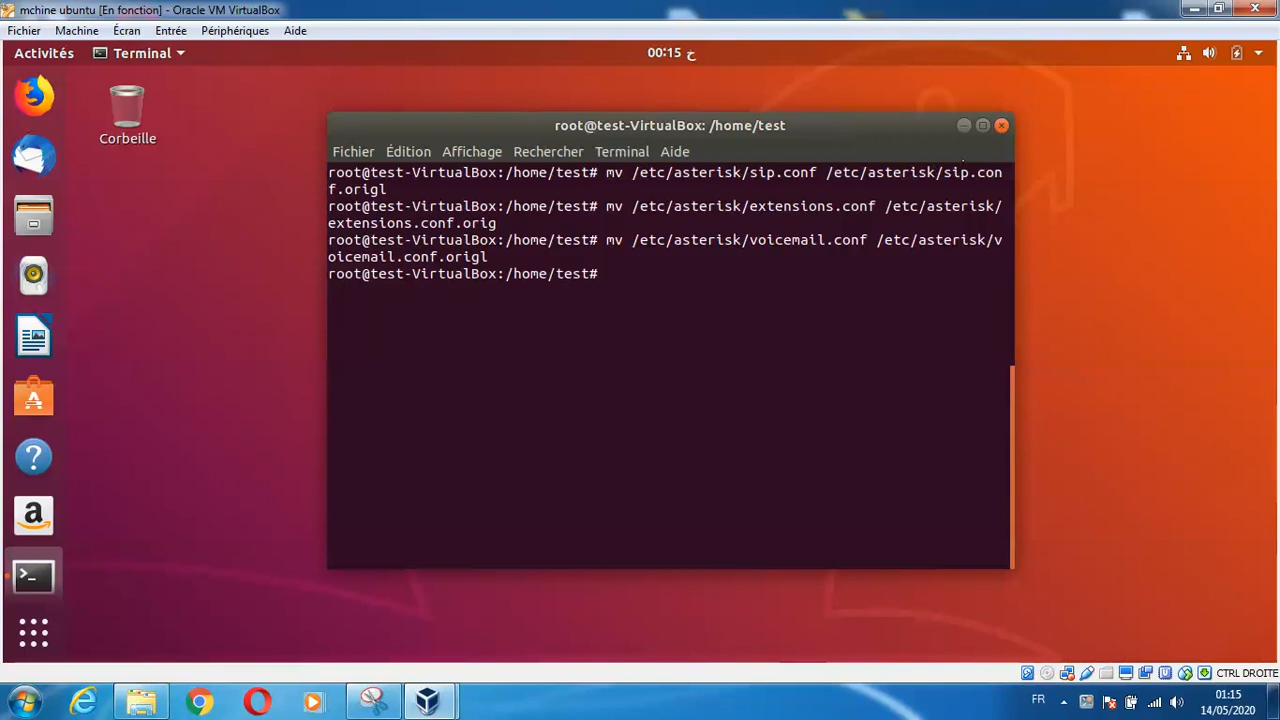 mchine ubuntu [En fonction] - Oracle VM VirtualBox
Fichier Machine Écran Entrée Périphériques Aide
Activités Terminal 00:15 خ
Corbeille
root@test-VirtualBox: /home/test
Fichier Édition Affichage Rechercher Terminal Aide
root@test-VirtualBox:/home/test# mv /etc/asterisk/sip.conf /etc/asterisk/sip.con
f.origl
root@test-VirtualBox:/home/test# mv /etc/asterisk/extensions.conf /etc/asterisk/
extensions.conf.orig
root@test-VirtualBox:/home/test# mv /etc/asterisk/voicemail.conf /etc/asterisk/v
oicemail.conf.origl
root@test-VirtualBox:/home/test#
CTRL DROITE
FR 01:15
14/05/2020